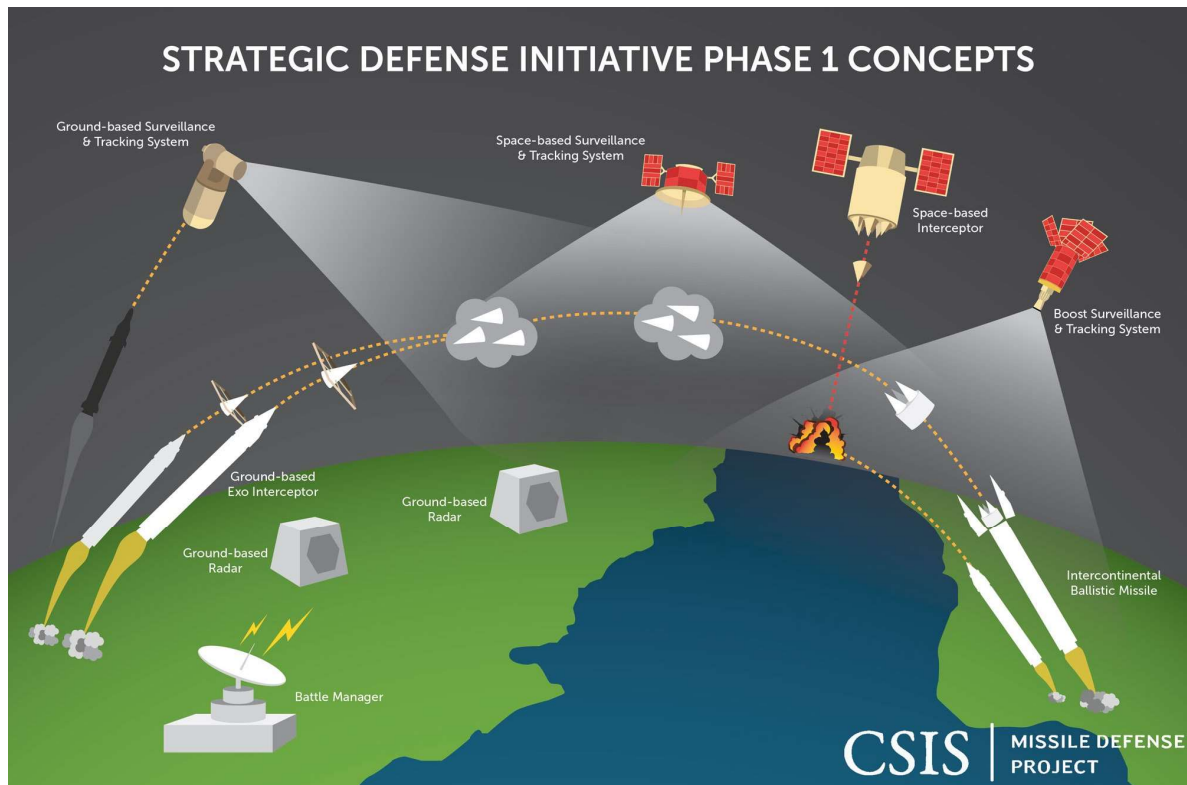 STRATEGIC DEFENSE INITIATIVE PHASE 1 CONCEPTS
Ground-based Surveillance
& Tracking System
Space-based Surveillance
& Tracking System
Space-based
Interceptor
Boost Surveillance
& Tracking System
Ground-based
Exo Interceptor
Ground-based
Radar
Ground-based
Radar
Intercontinental
Ballistic Missile
Battle Manager
CSIS
MISSILE DEFENSE
PROJECT